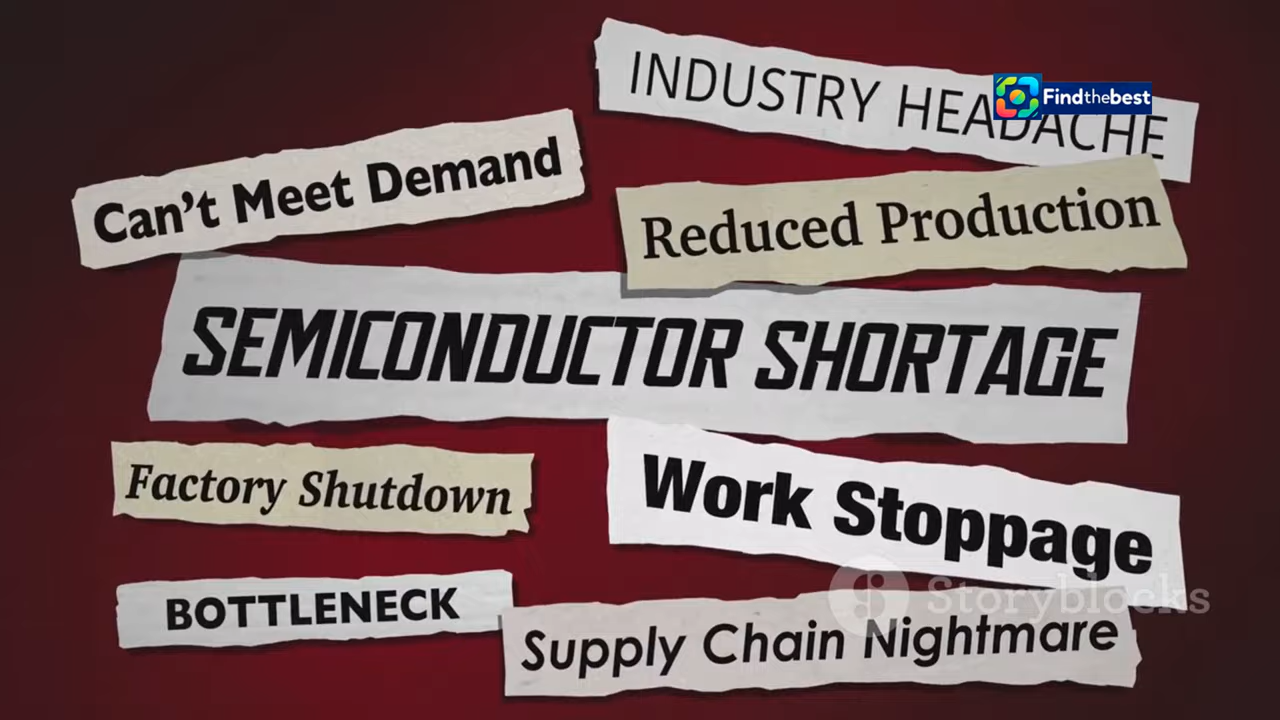 INDUSTRY HEADACHE
Findthebest
Can't Meet Demand
Reduced Production
SEMICONDUCTOR SHORTAGE
Factory Shutdown
Work Stoppage
BOTTLENECK
Storyblocks
Supply Chain Nightmare